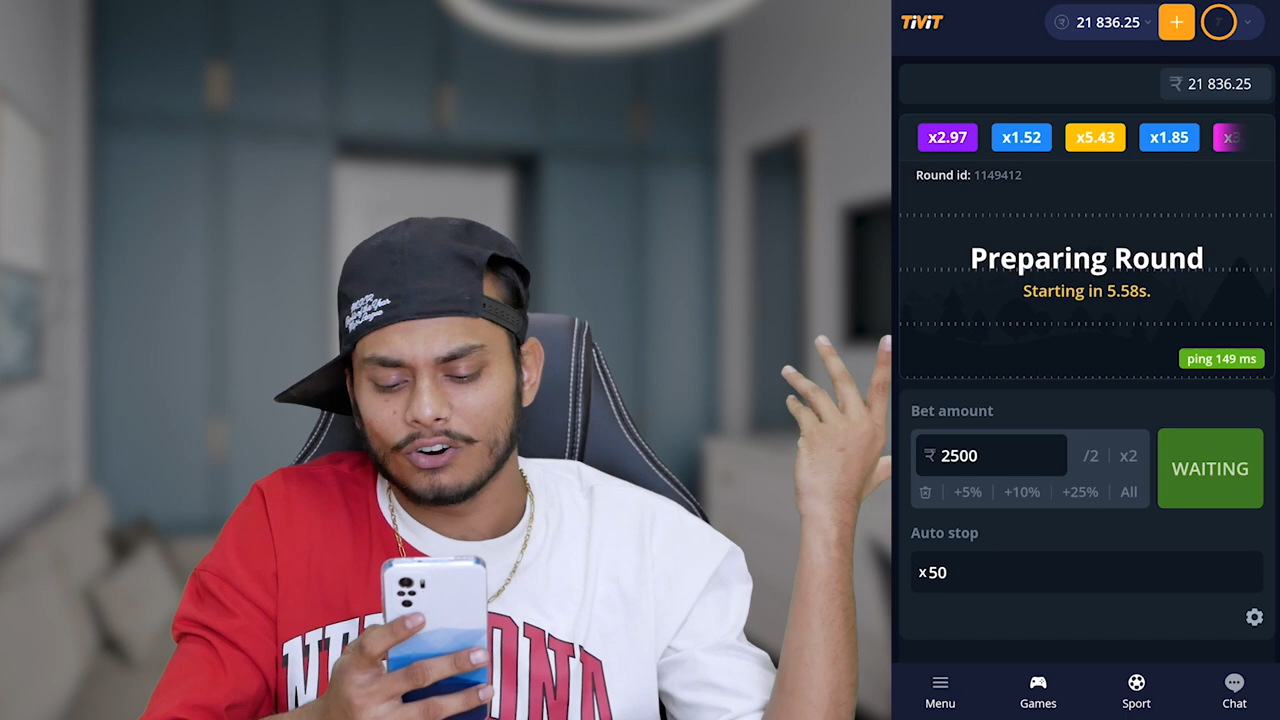 TiViT
₹ 21 836.25
₹ 21 836.25
x2.97 x1.52 x5.43 x1.85
Round id: 1149412
Preparing Round
Starting in 5.58s.
ping 149 ms
Bet amount
₹ 2500 /2 x2
WAITING
+5% +10% +25% All
Auto stop
x50
Menu Games Sport Chat